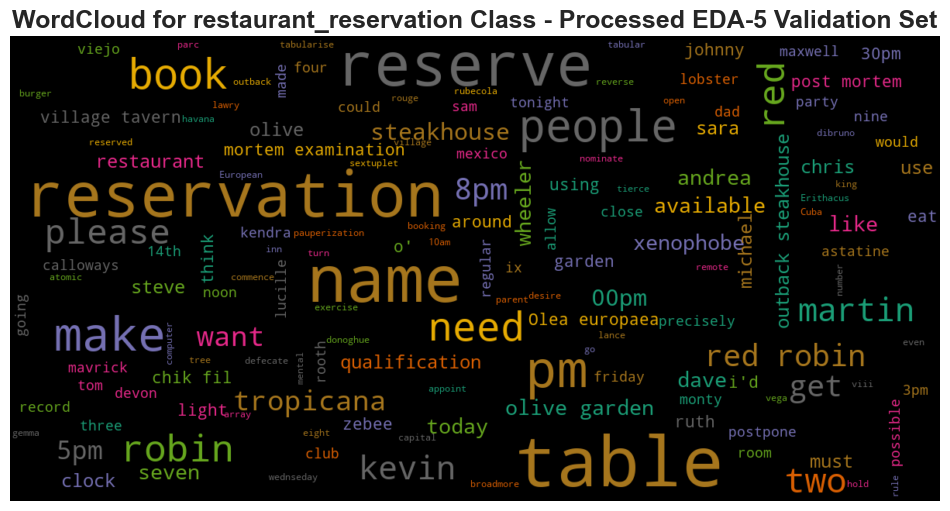 WordCloud for restaurant_reservation Class - Processed EDA-5 Validation Set
viejo
parc
tabularise
reserve
tabular
johnny
maxwell
30pm
book
made
four
outback
rubecola
reverse
lobster
red
post mortem
burger
lawry
havana
could
rouge
sam
tonight
open
dad
party
nine
village tavern
olive
steakhouse
people
sara
dibruno
would
reserved
mortem examination
village
mexico
nominate
restaurant
sextuplet
European
reservation
8pm
wheeler
using
tierce
andrea
outback steakhouse
chris
use
king
Erithacus
Cuba
please
kendra
pauperization
booking
around
allow
close
available
michael
like
eat
14th
think
inn
turn
o'
10am
regular
xenophobe
astatine
calloways
atomic
commence
lucille
name
ix
garden
remote
number
steve
noon
exercise
parent
desire
00pm
martin
going
make
computer
want
need
Olea europaea
precisely
even
lance
tree
defecate
mental
rooth
donoghue
qualification
go
red robin
mavrick
tom
devon
chik fil
appoint
pm
friday
dave
i'd
get
viii
3pm
vega
monty
record
light
array
tropicana
olive garden
ruth
possible
three
zebee
today
postpone
gemma
robin
eight
capital
table
room
5pm
club
kevin
must
seven
clock
wednseday
broadmore
two
hold
rule